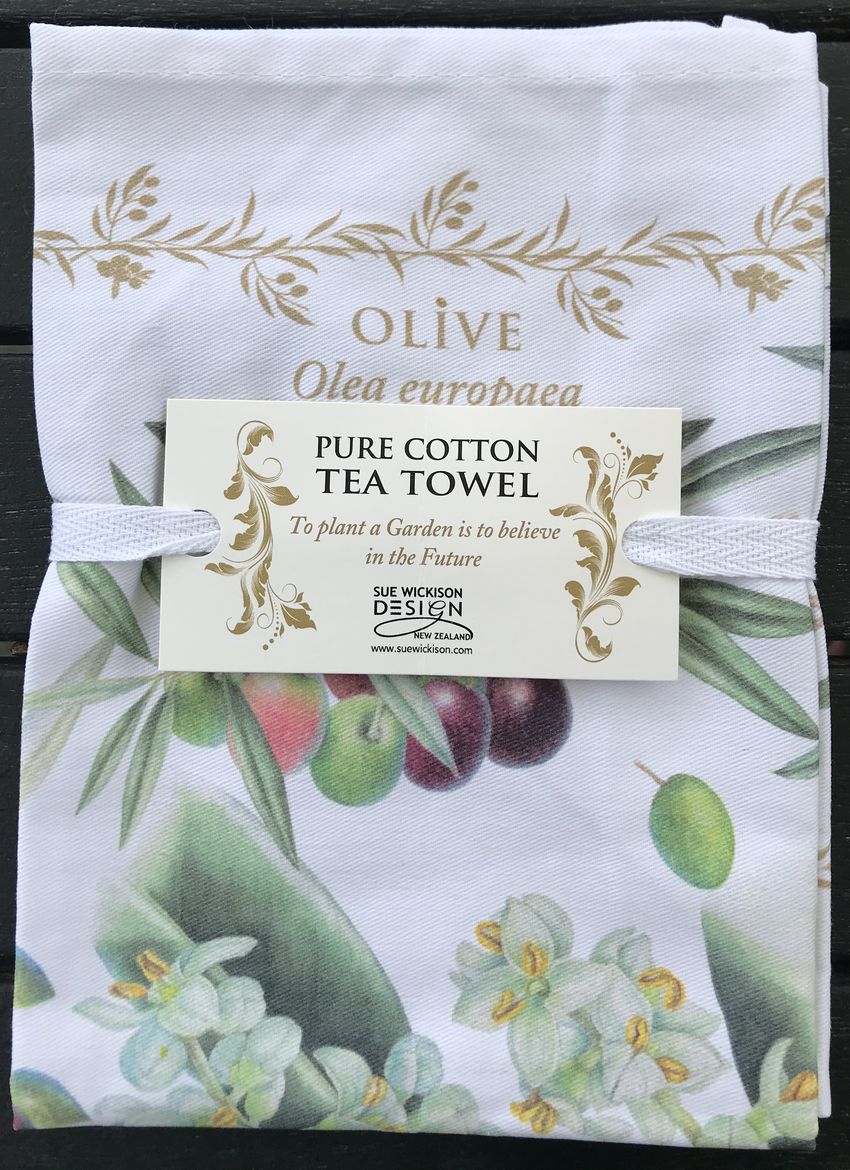 OLIVE
Olea europaea
PURE COTTON
TEA TOWEL
To plant a Garden is to believe
in the Future
SUE WICKISON
DESIGN
NEW ZEALAND
www.suewickison.com